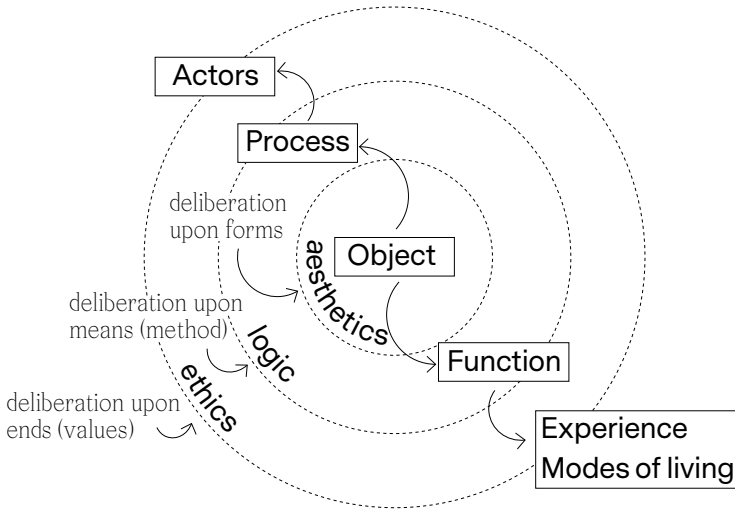 Actors
Process
deliberation
upon forms
Object
aesthetics
deliberation upon
means (method)
logic
Function
ethics
deliberation upon
ends (values)
Experience
Modes of living